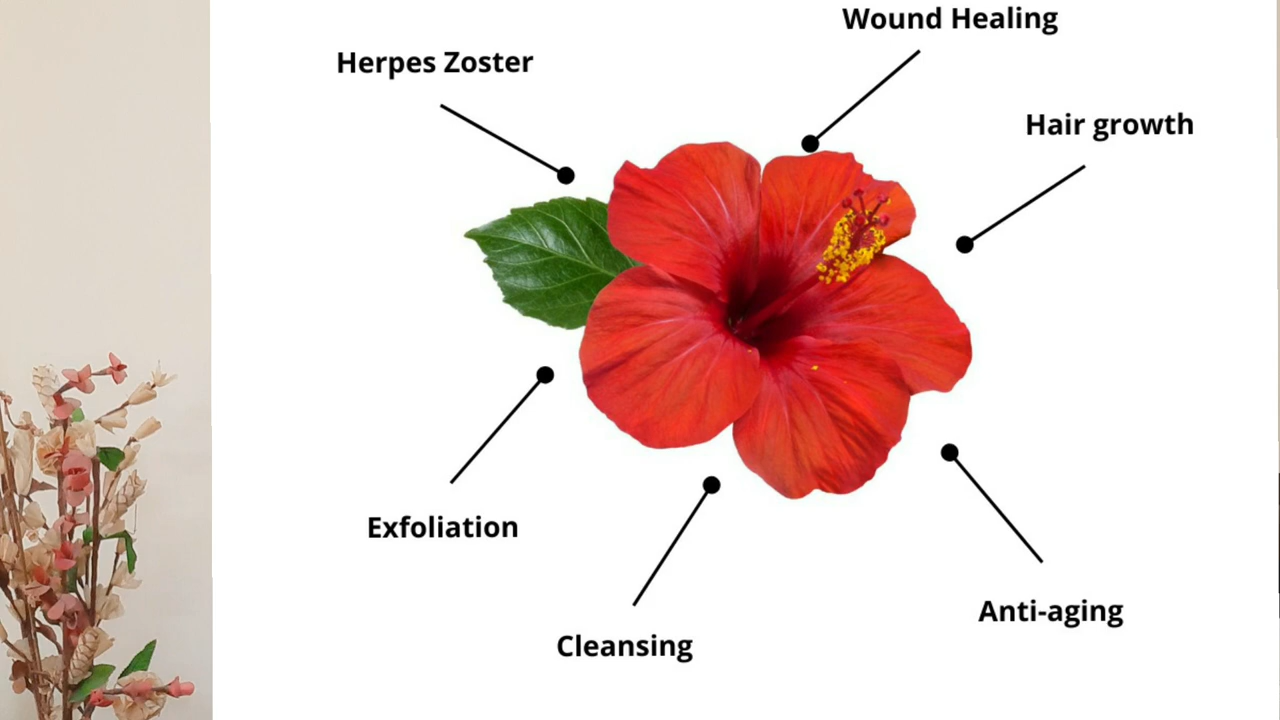 Wound Healing
Herpes Zoster
Hair growth
Exfoliation
Anti-aging
Cleansing